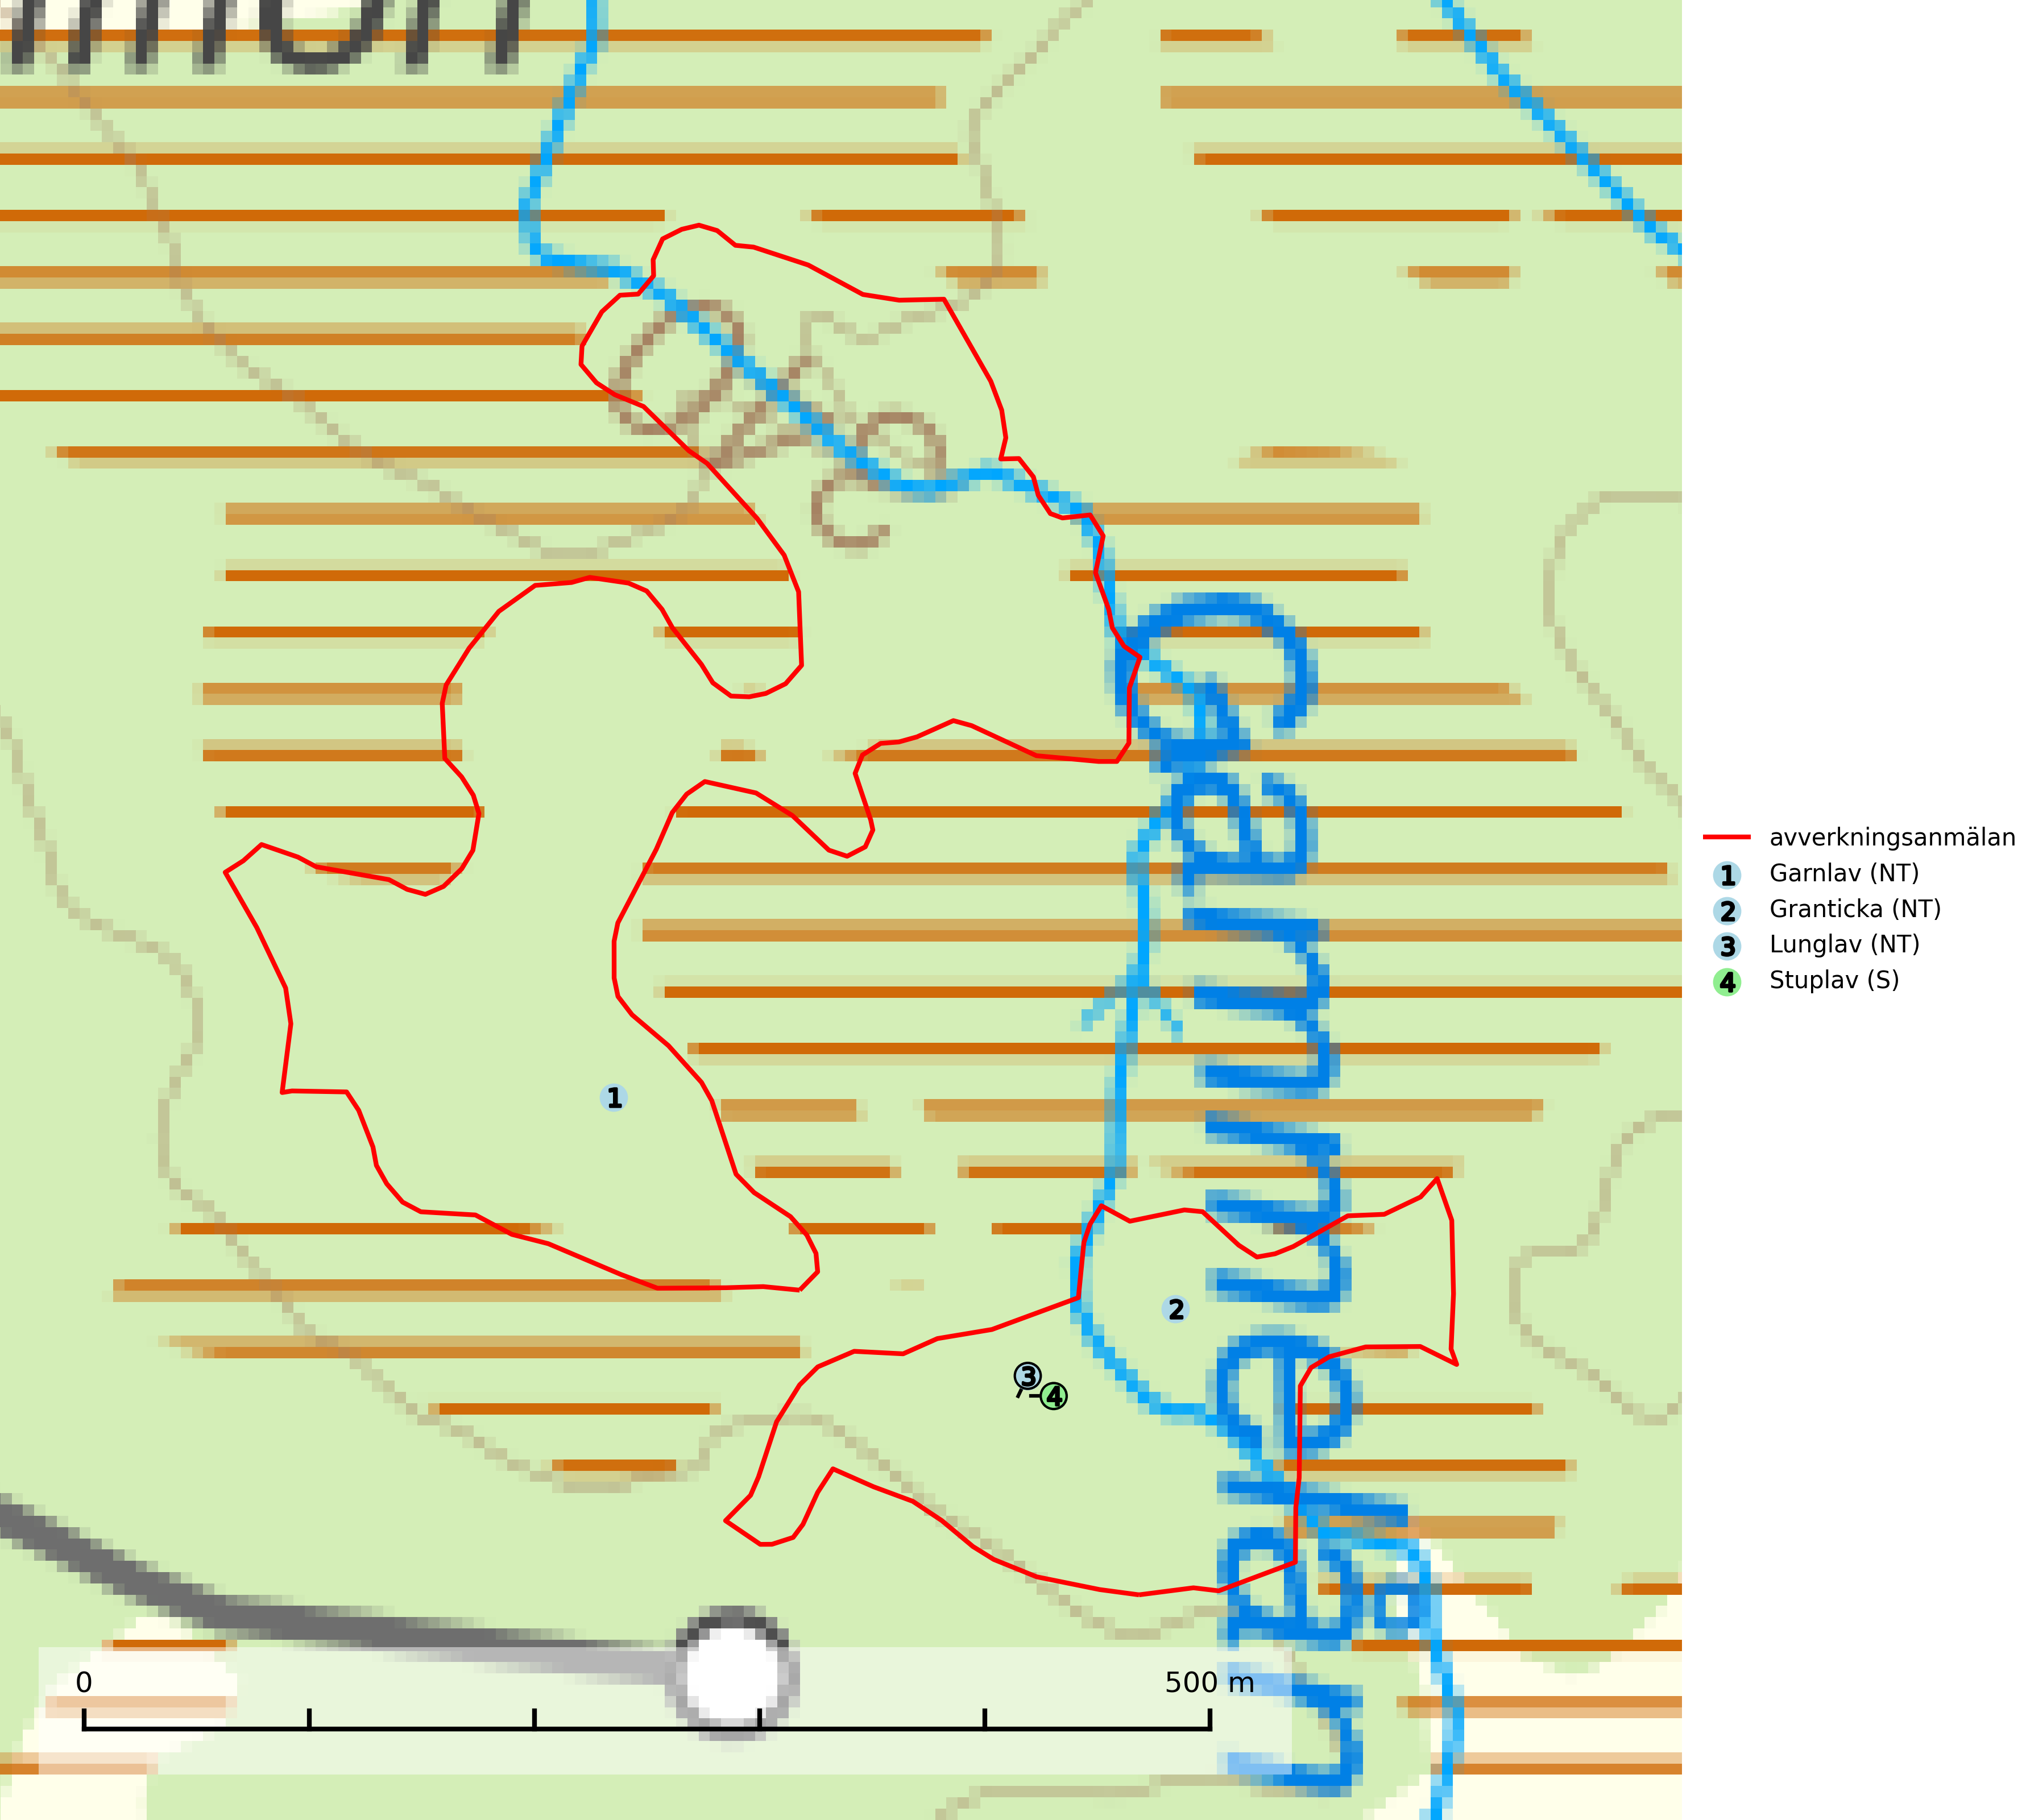 avverkningsanmälan
1 Garnlav (NT)
2 Granticka (NT)
3 Lunglav (NT)
4 Stuplav (S)
1
2
3
4
0 500 m